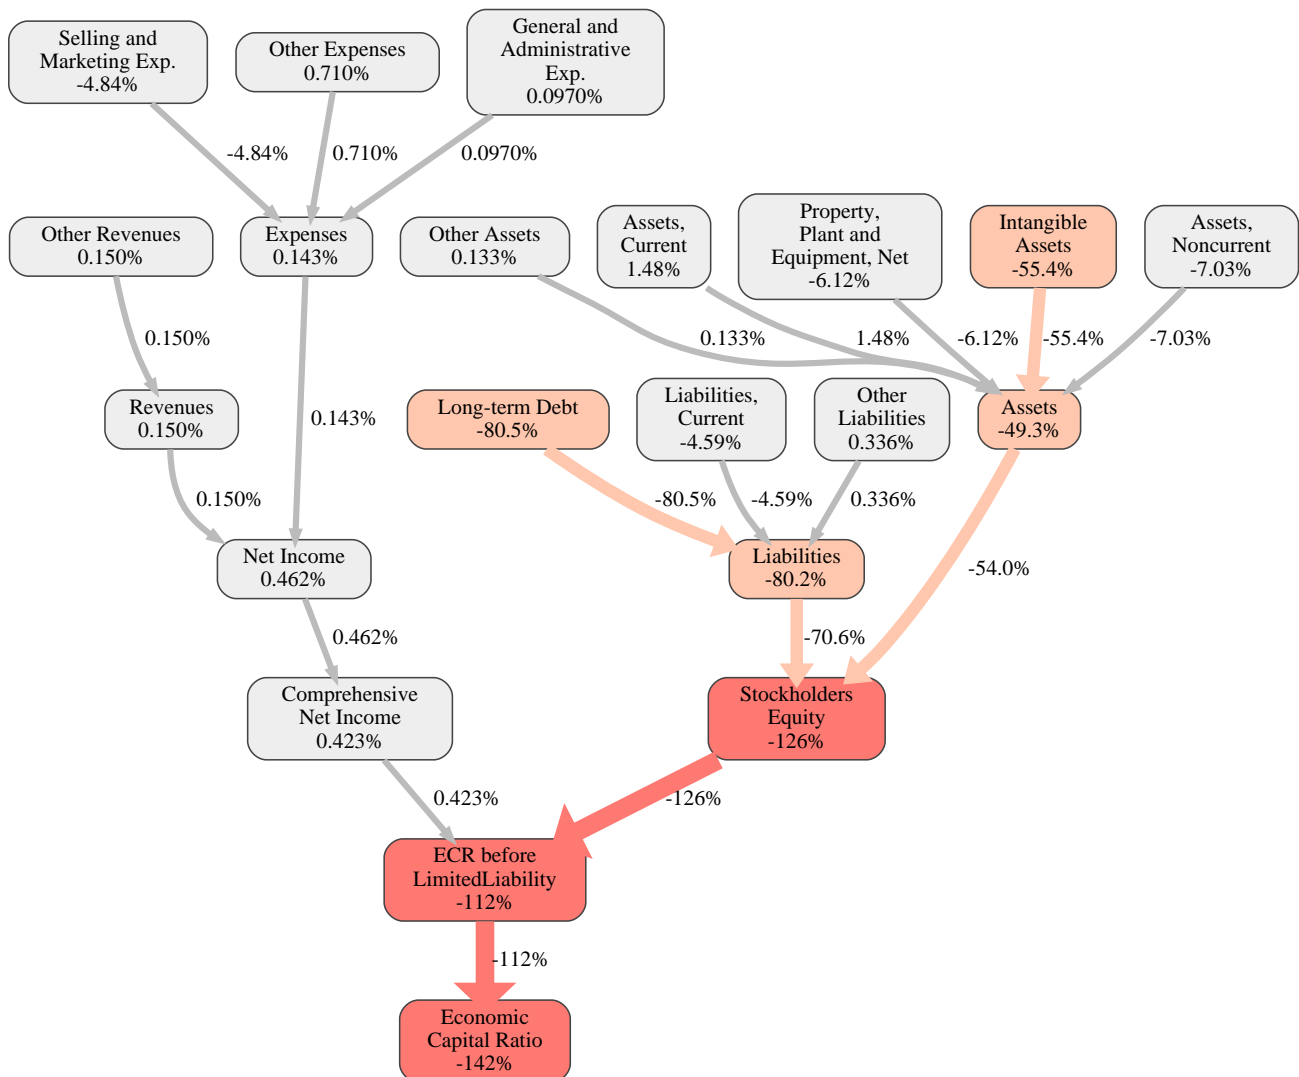 Selling and
Marketing Exp.
-4.84%
Other Expenses
0.710%
General and
Administrative
Exp.
0.0970%
-4.84%
0.710%
0.0970%
Other Revenues
0.150%
Expenses
0.143%
Other Assets
0.133%
Assets,
Current
1.48%
Property,
Plant and
Equipment, Net
-6.12%
Intangible
Assets
-55.4%
Assets,
Noncurrent
-7.03%
0.150%
0.133%
1.48%
-6.12%
-55.4%
-7.03%
Revenues
0.150%
0.143%
Long-term Debt
-80.5%
Liabilities,
Current
-4.59%
Other
Liabilities
0.336%
Assets
-49.3%
0.150%
-80.5%
-4.59%
0.336%
Net Income
0.462%
Liabilities
-80.2%
-54.0%
0.462%
-70.6%
Comprehensive
Net Income
0.423%
Stockholders
Equity
-126%
0.423%
-126%
ECR before
LimitedLiability
-112%
-112%
Economic
Capital Ratio
-142%